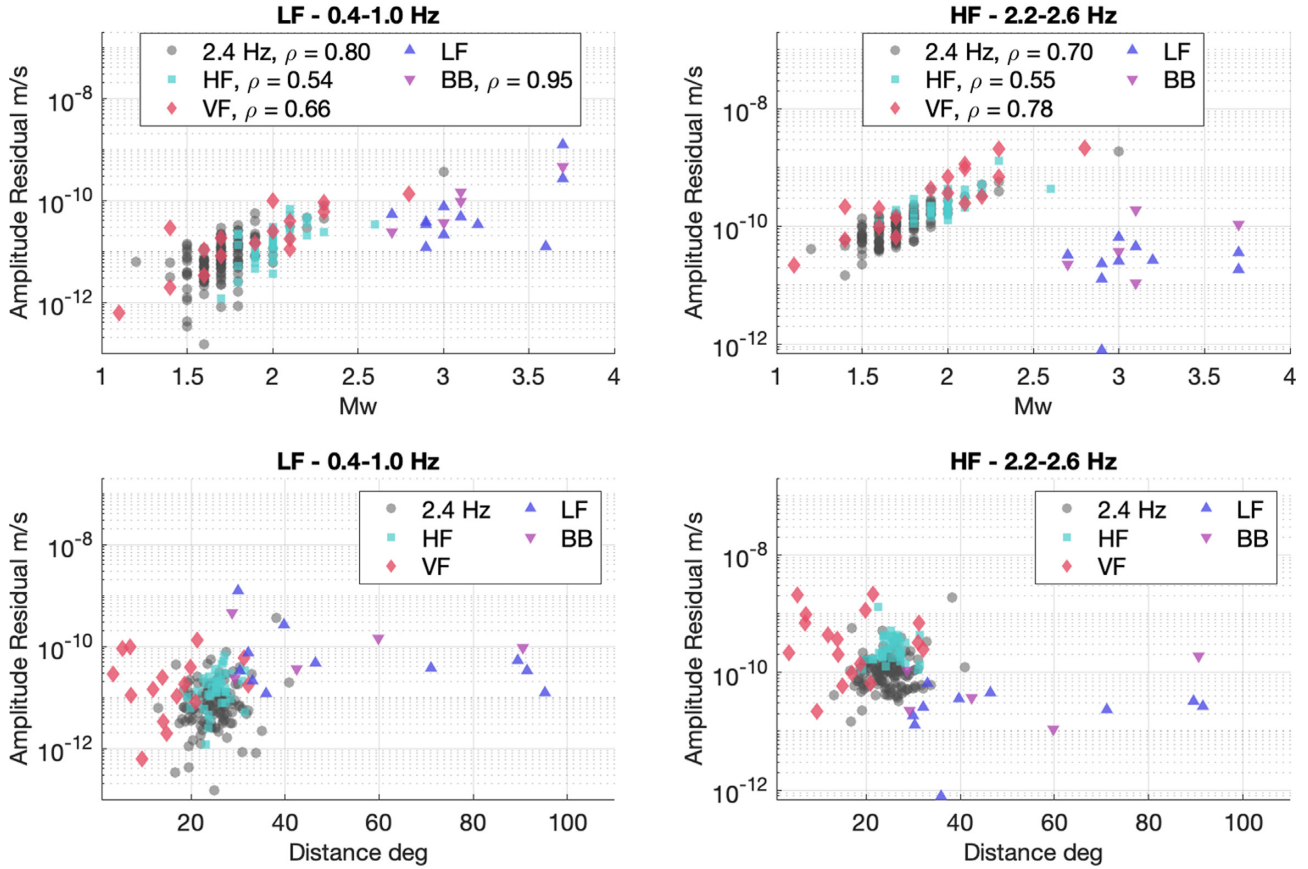 LF - 0.4-1.0 Hz
2.4 Hz, ρ = 0.80
HF, ρ = 0.54
VF, ρ = 0.66
LF
BB, ρ = 0.95
Amplitude Residual m/s
10-8
10-10
10-12
1 1.5 2 2.5 3 3.5 4
Mw
HF - 2.2-2.6 Hz
2.4 Hz, ρ = 0.70
HF, ρ = 0.55
VF, ρ = 0.78
LF
BB
Amplitude Residual m/s
10-8
10-10
10-12
1 1.5 2 2.5 3 3.5 4
Mw
LF - 0.4-1.0 Hz
2.4 Hz
HF
VF
LF
BB
Amplitude Residual m/s
10-8
10-10
10-12
20 40 60 80 100
Distance deg
HF - 2.2-2.6 Hz
2.4 Hz
HF
VF
LF
BB
Amplitude Residual m/s
10-8
10-10
10-12
20 40 60 80 100
Distance deg